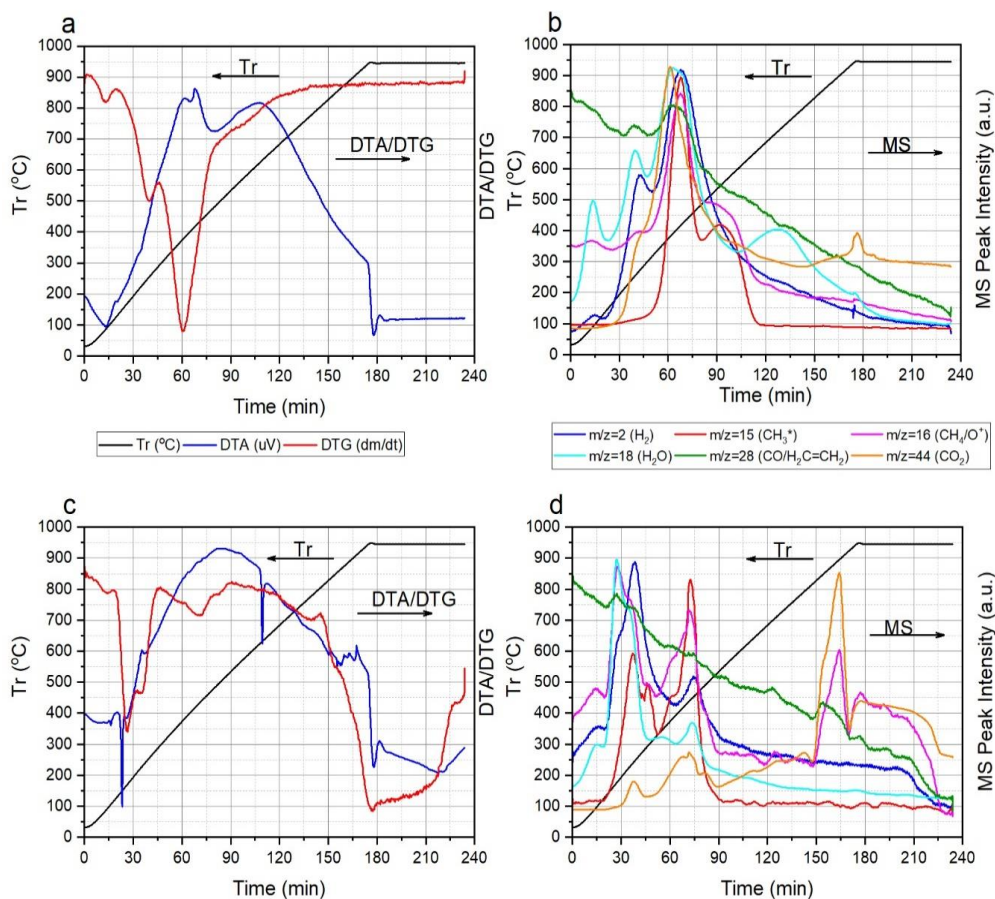 a
1000
900
800
700
600
500
400
300
200
100
0
Tr (ºC)
Tr
DTA/DTG
DTA/DTG
0 30 60 90 120 150 180 210 240
Time (min)
Tr (ºC) DTA (uV) DTG (dm/dt)
b
1000
900
800
700
600
500
400
300
200
100
0
Tr (ºC)
Tr
MS
MS Peak Intensity (a.u.)
0 30 60 90 120 150 180 210 240
Time (min)
m/z=2 (H₂) m/z=15 (CH₃*) m/z=16 (CH₄/O⁺)
m/z=18 (H₂O) m/z=28 (CO/H₂C=CH₂) m/z=44 (CO₂)
c
1000
900
800
700
600
500
400
300
200
100
0
Tr (ºC)
Tr
DTA/DTG
DTA/DTG
0 30 60 90 120 150 180 210 240
Time (min)
d
1000
900
800
700
600
500
400
300
200
100
0
Tr (ºC)
Tr
MS
MS Peak Intensity (a.u.)
0 30 60 90 120 150 180 210 240
Time (min)